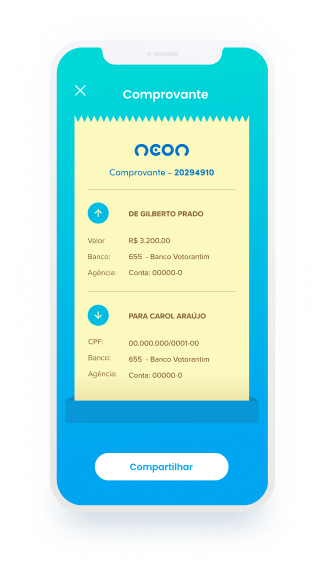 Comprovante
neon
Comprovante - 20294910
DE GILBERTO PRADO
Valor R$ 3.200,00
Banco: 655 - Banco Votorantim
Agência: Conta: 00000-0
PARA CAROL ARAÚJO
CPF: 00.000.000/0001-00
Banco: 655 - Banco Votorantim
Agência: Conta: 00000-0
Compartilhar